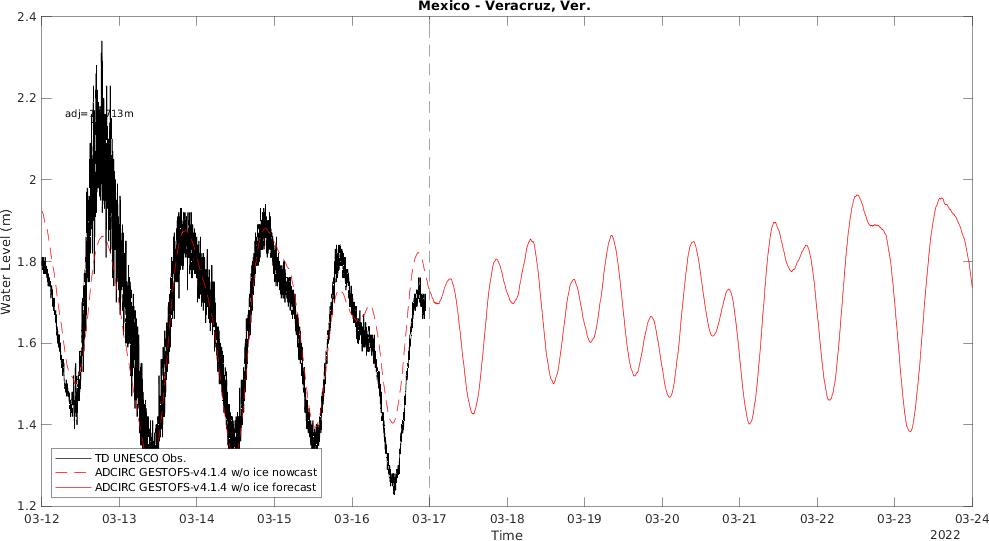 Mexico - Veracruz, Ver.
Water Level (m)
2.4
2.2
2
1.8
1.6
1.4
1.2
TD UNESCO Obs.
ADCIRC GESTOFS-v4.1.4 w/o ice nowcast
ADCIRC GESTOFS-v4.1.4 w/o ice forecast
03-12 03-13 03-14 03-15 03-16 03-17 03-18 03-19 03-20 03-21 03-22 03-23 03-24
Time
2022